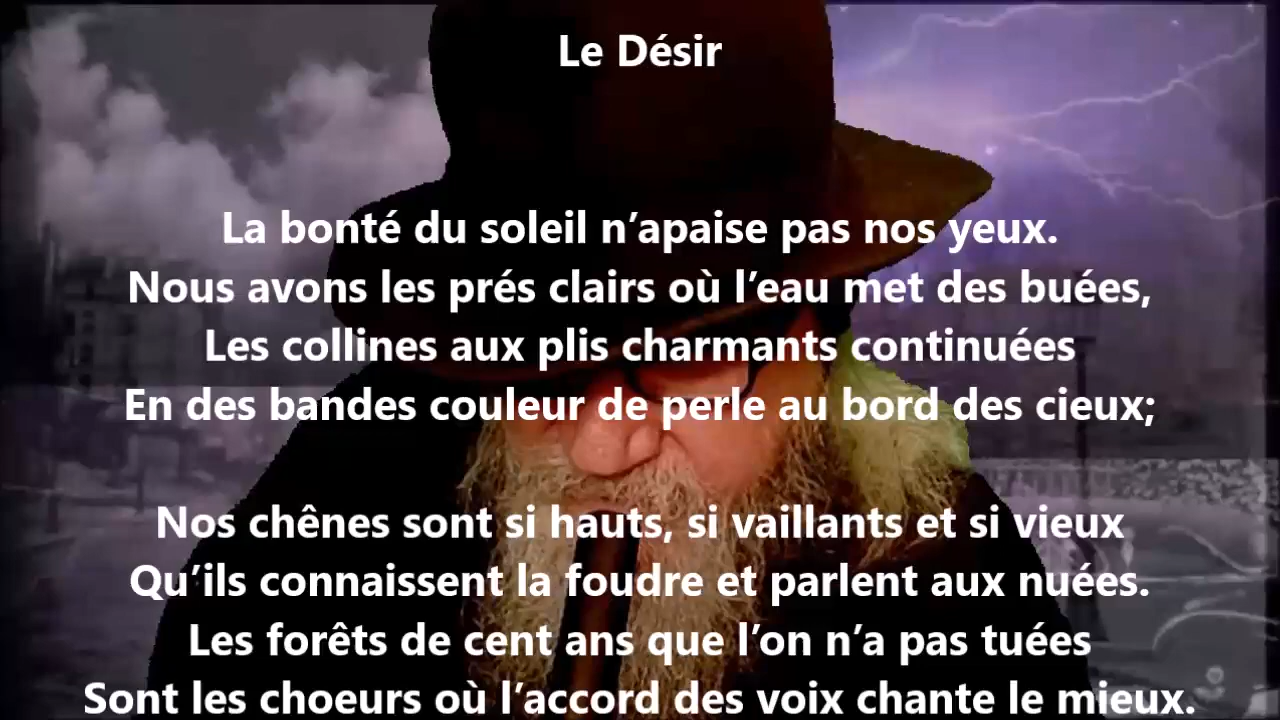 Le Désir
La bonté du soleil n’apaise pas nos yeux.
Nous avons les prés clairs où l’eau met des buées,
Les collines aux plis charmants continuées
En des bandes couleur de perle au bord des cieux;
Nos chênes sont si hauts, si vaillants et si vieux
Qu’ils connaissent la foudre et parlent aux nuées.
Les forêts de cent ans que l’on n’a pas tuées
Sont les choeurs où l’accord des voix chante le mieux.